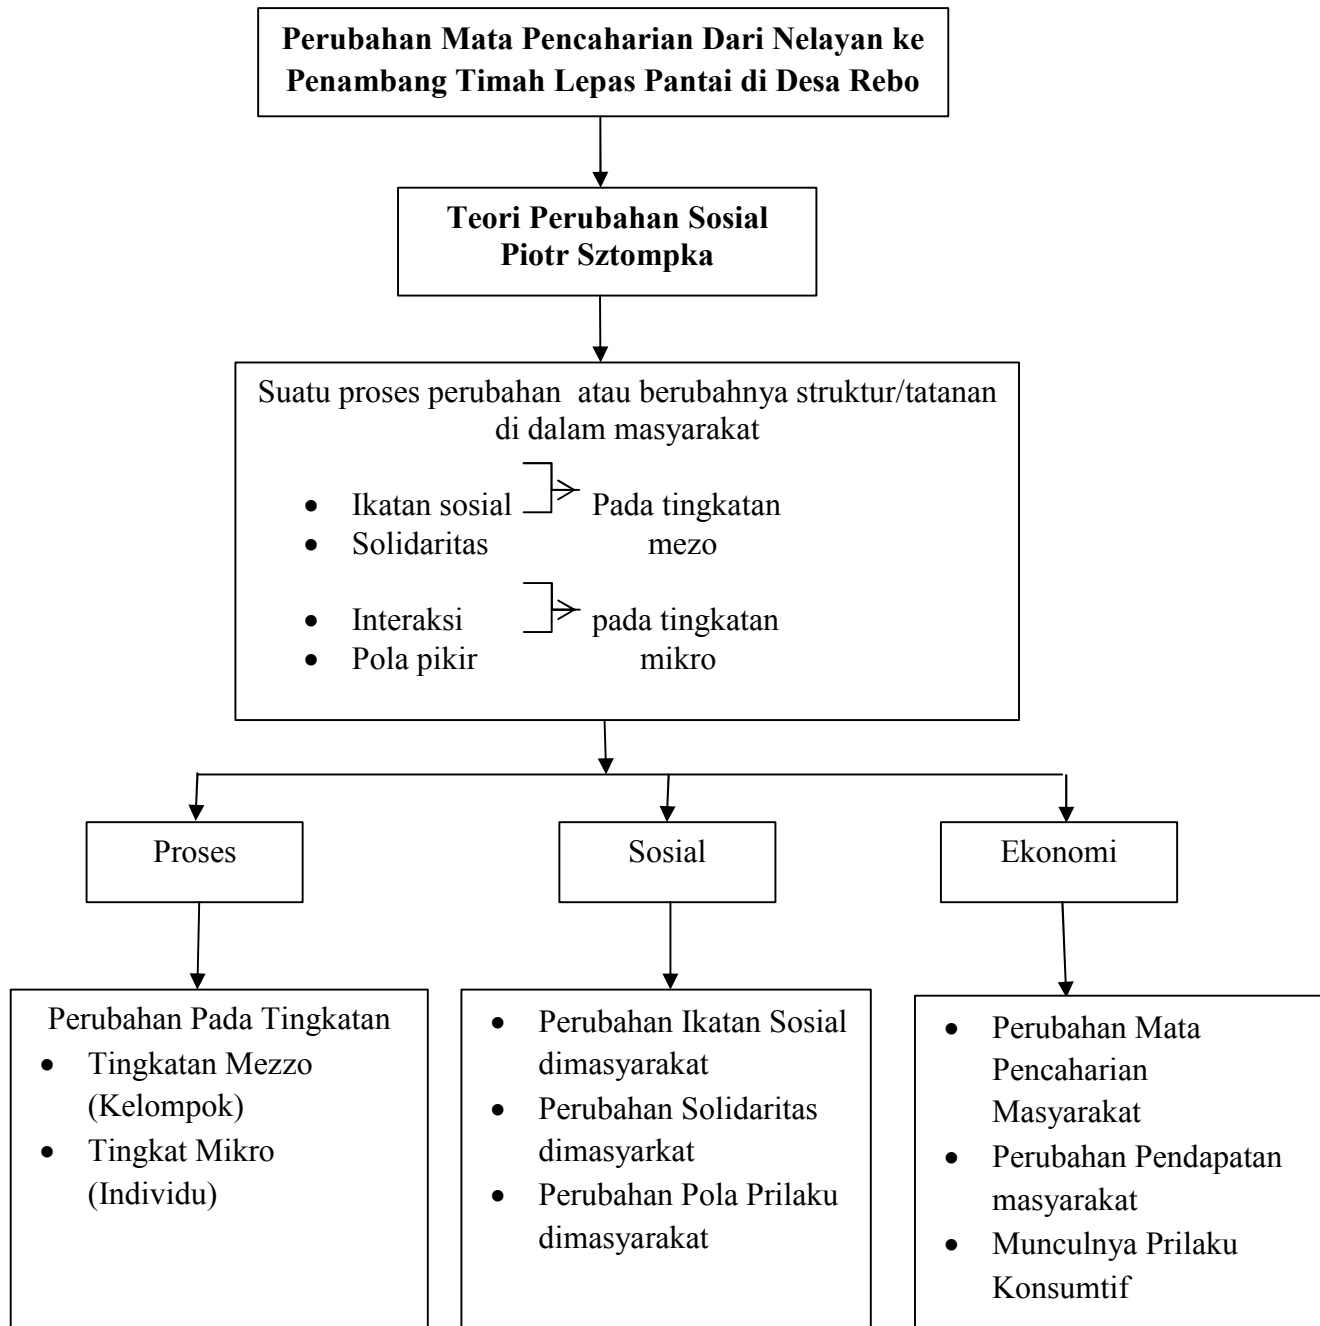 Perubahan Mata Pencaharian Dari Nelayan ke
Penambang Timah Lepas Pantai di Desa Rebo
Teori Perubahan Sosial
Piotr Sztompka
Suatu proses perubahan atau berubahnya struktur/tatanan
di dalam masyarakat
• Ikatan sosial Pada tingkatan
• Solidaritas mezo
• Interaksi pada tingkatan
• Pola pikir mikro
Proses
Sosial
Ekonomi
Perubahan Pada Tingkatan
• Tingkatan Mezzo
(Kelompok)
• Tingkat Mikro
(Individu)
• Perubahan Ikatan Sosial
dimasyarakat
• Perubahan Solidaritas
dimasyarkat
• Perubahan Pola Prilaku
dimasyarakat
• Perubahan Mata
Pencaharian
Masyarakat
• Perubahan Pendapatan
masyarakat
• Munculnya Prilaku
Konsumtif